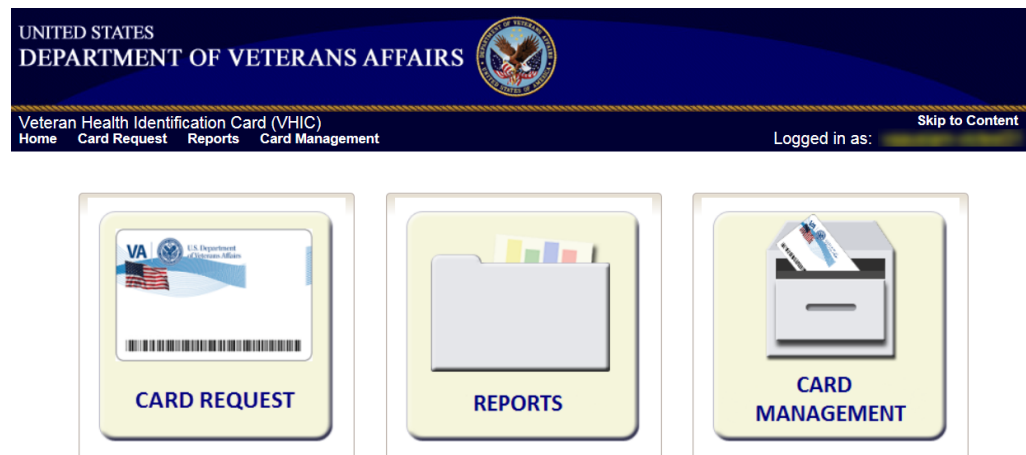 UNITED STATES
DEPARTMENT OF VETERANS AFFAIRS
Veteran Health Identification Card (VHIC)
Skip to Content
Home Card Request Reports Card Management
Logged in as:
VA U.S. Department
of Veterans Affairs
CARD REQUEST
REPORTS
CARD
MANAGEMENT